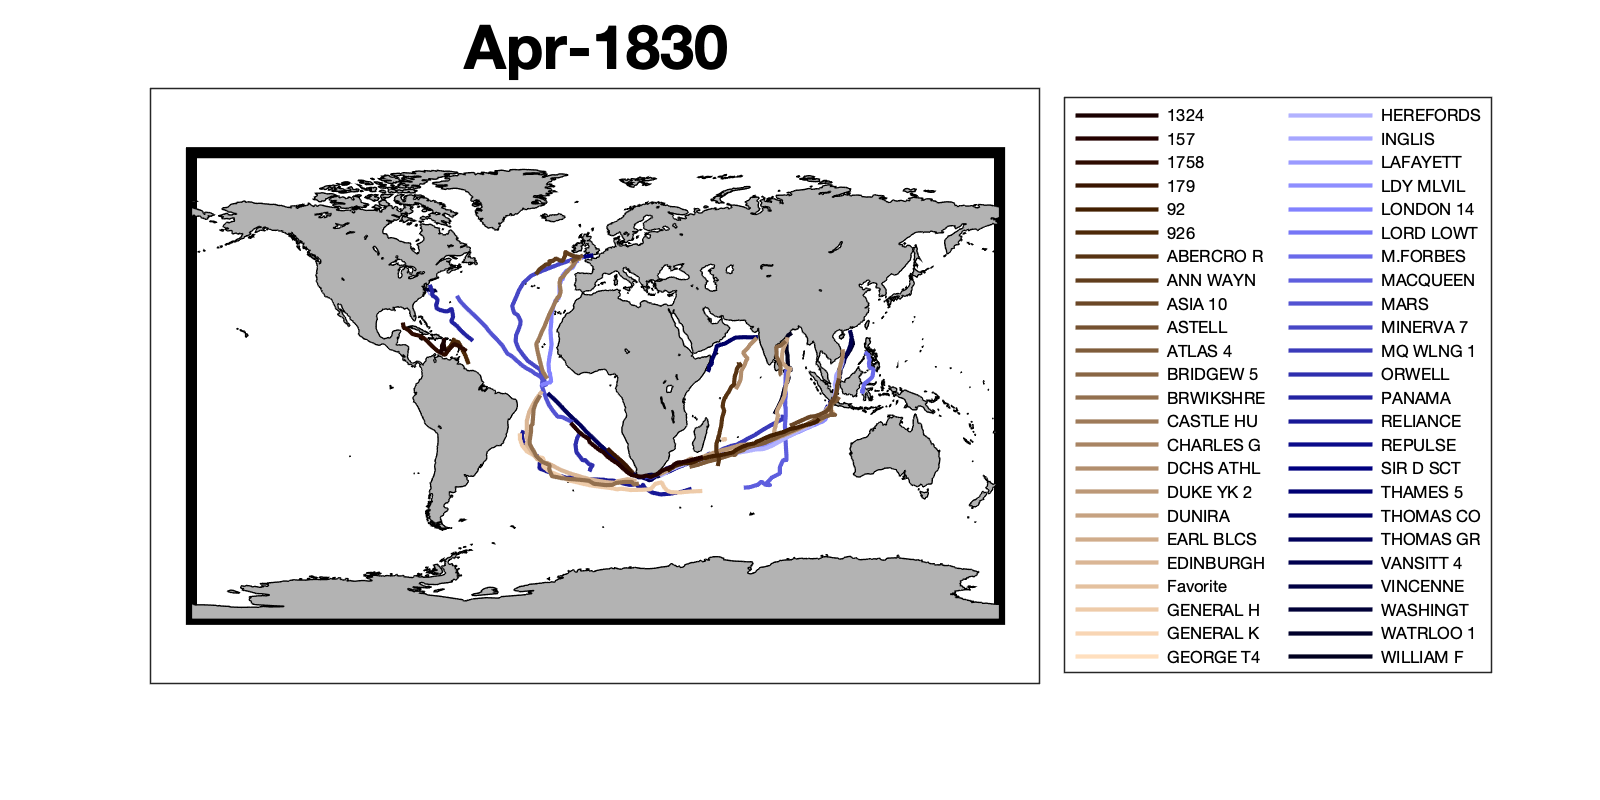 Apr-1830
1324
157
1758
179
92
926
ABERCRO R
ANN WAYN
ASIA 10
ASTELL
ATLAS 4
BRIDGEW 5
BRWIKSHRE
CASTLE HU
CHARLES G
DCHS ATHL
DUKE YK 2
DUNIRA
EARL BLCS
EDINBURGH
Favorite
GENERAL H
GENERAL K
GEORGE T4
HEREFORDS
INGLIS
LAFAYETT
LDY MLVIL
LONDON 14
LORD LOWT
M.FORBES
MACQUEEN
MARS
MINERVA 7
MQ WLNG 1
ORWELL
PANAMA
RELIANCE
REPULSE
SIR D SCT
THAMES 5
THOMAS CO
THOMAS GR
VANSITT 4
VINCENNE
WASHINGT
WATRLOO 1
WILLIAM F